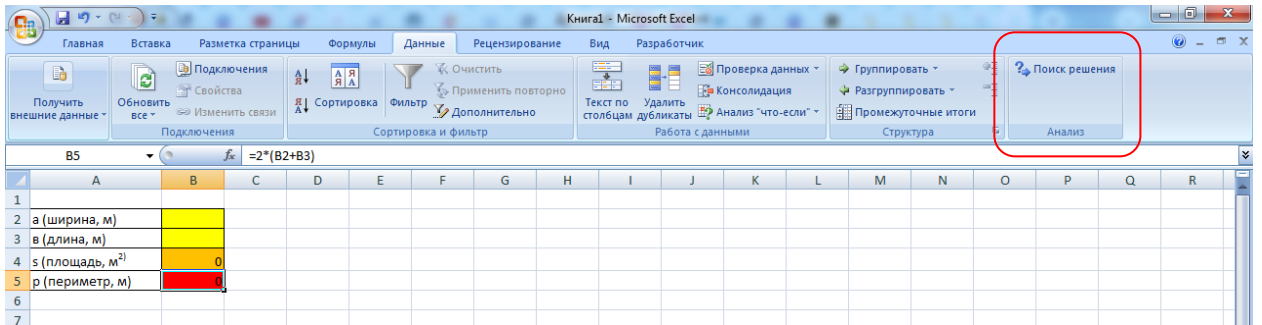 Книга1 - Microsoft Excel
Главная Вставка Разметка страницы Формулы Данные Рецензирование Вид Разработчик
Получить внешние данные
Обновить все
Подключения
Свойства
Изменить связи
Подключения
Сортировка
Фильтр
Очистить
Применить повторно
Дополнительно
Сортировка и фильтр
Текст по столбцам
Удалить дубликаты
Проверка данных
Консолидация
Анализ "что-если"
Работа с данными
Группировать
Разгруппировать
Промежуточные итоги
Структура
Поиск решения
Анализ
B5 fx =2*(B2+B3)
A B C D E F G H I J K L M N O P Q R
1
2 а (ширина, м)
3 в (длина, м)
4 s (площадь, м²⁾ 0
5 р (периметр, м) 0
6
7